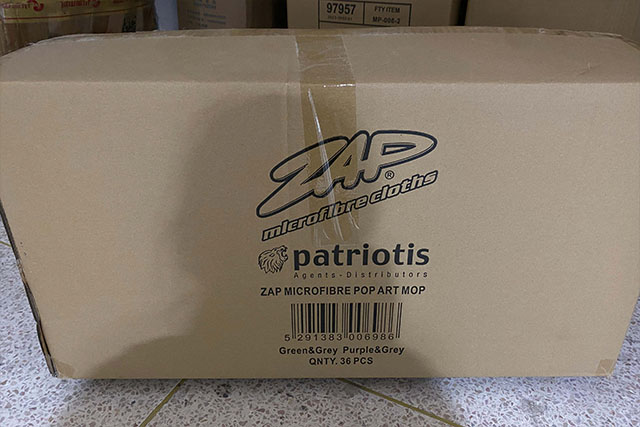 97957
FTY ITEM
MP-008-2
ZAP®
microfibre cloths
patriotis
Agents-Distributors
ZAP MICROFIBRE POP ART MOP
5 291383 006986
Green&Grey Purple&Grey
QNTY. 36 PCS